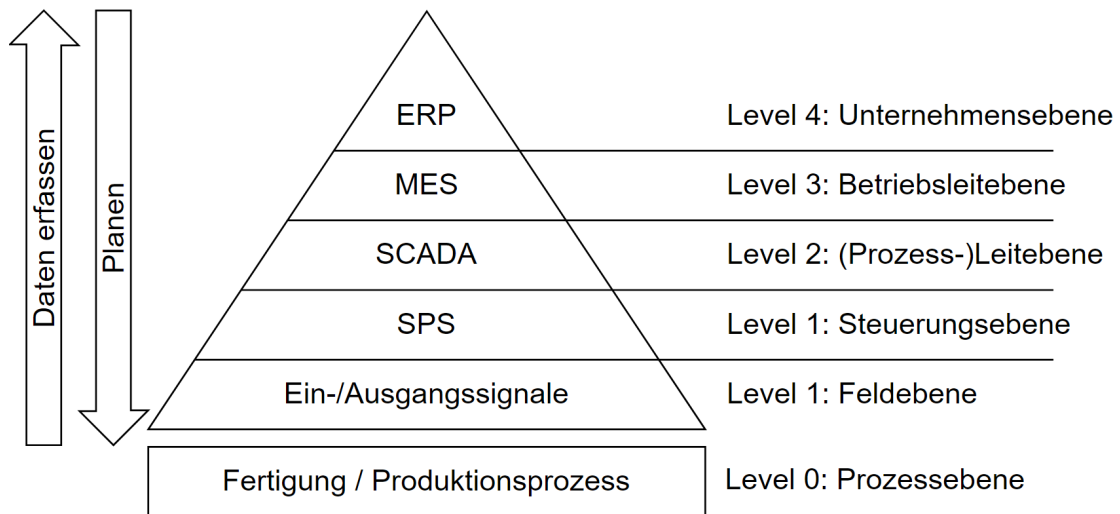 Daten erfassen
Planen
ERP
Level 4: Unternehmensebene
MES
Level 3: Betriebsleitebene
SCADA
Level 2: (Prozess-)Leitebene
SPS
Level 1: Steuerungsebene
Ein-/Ausgangssignale
Level 1: Feldebene
Fertigung / Produktionsprozess
Level 0: Prozessebene